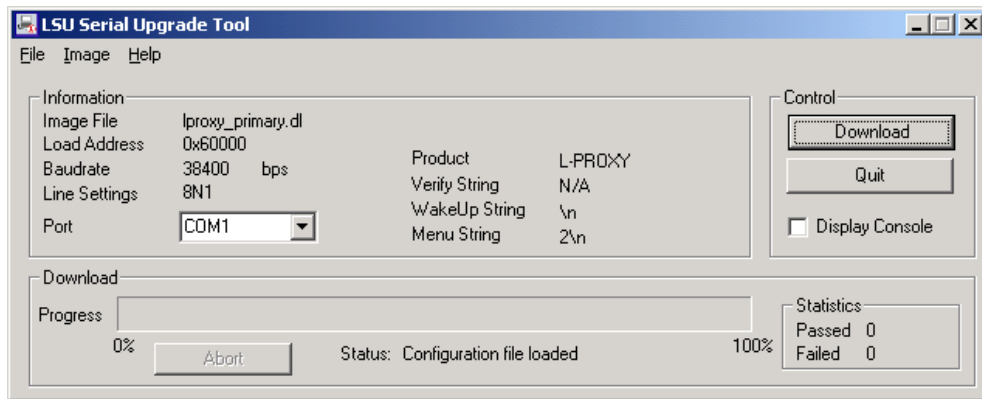 LSU Serial Upgrade Tool
File Image Help
Information
Image File lproxy_primary.dl
Load Address 0x60000
Baudrate 38400 bps
Line Settings 8N1
Port COM1
Product L-PROXY
Verify String N/A
WakeUp String \n
Menu String 2\n
Control
Download
Quit
Display Console
Download
Progress
0% 100%
Abort
Status: Configuration file loaded
Statistics
Passed 0
Failed 0